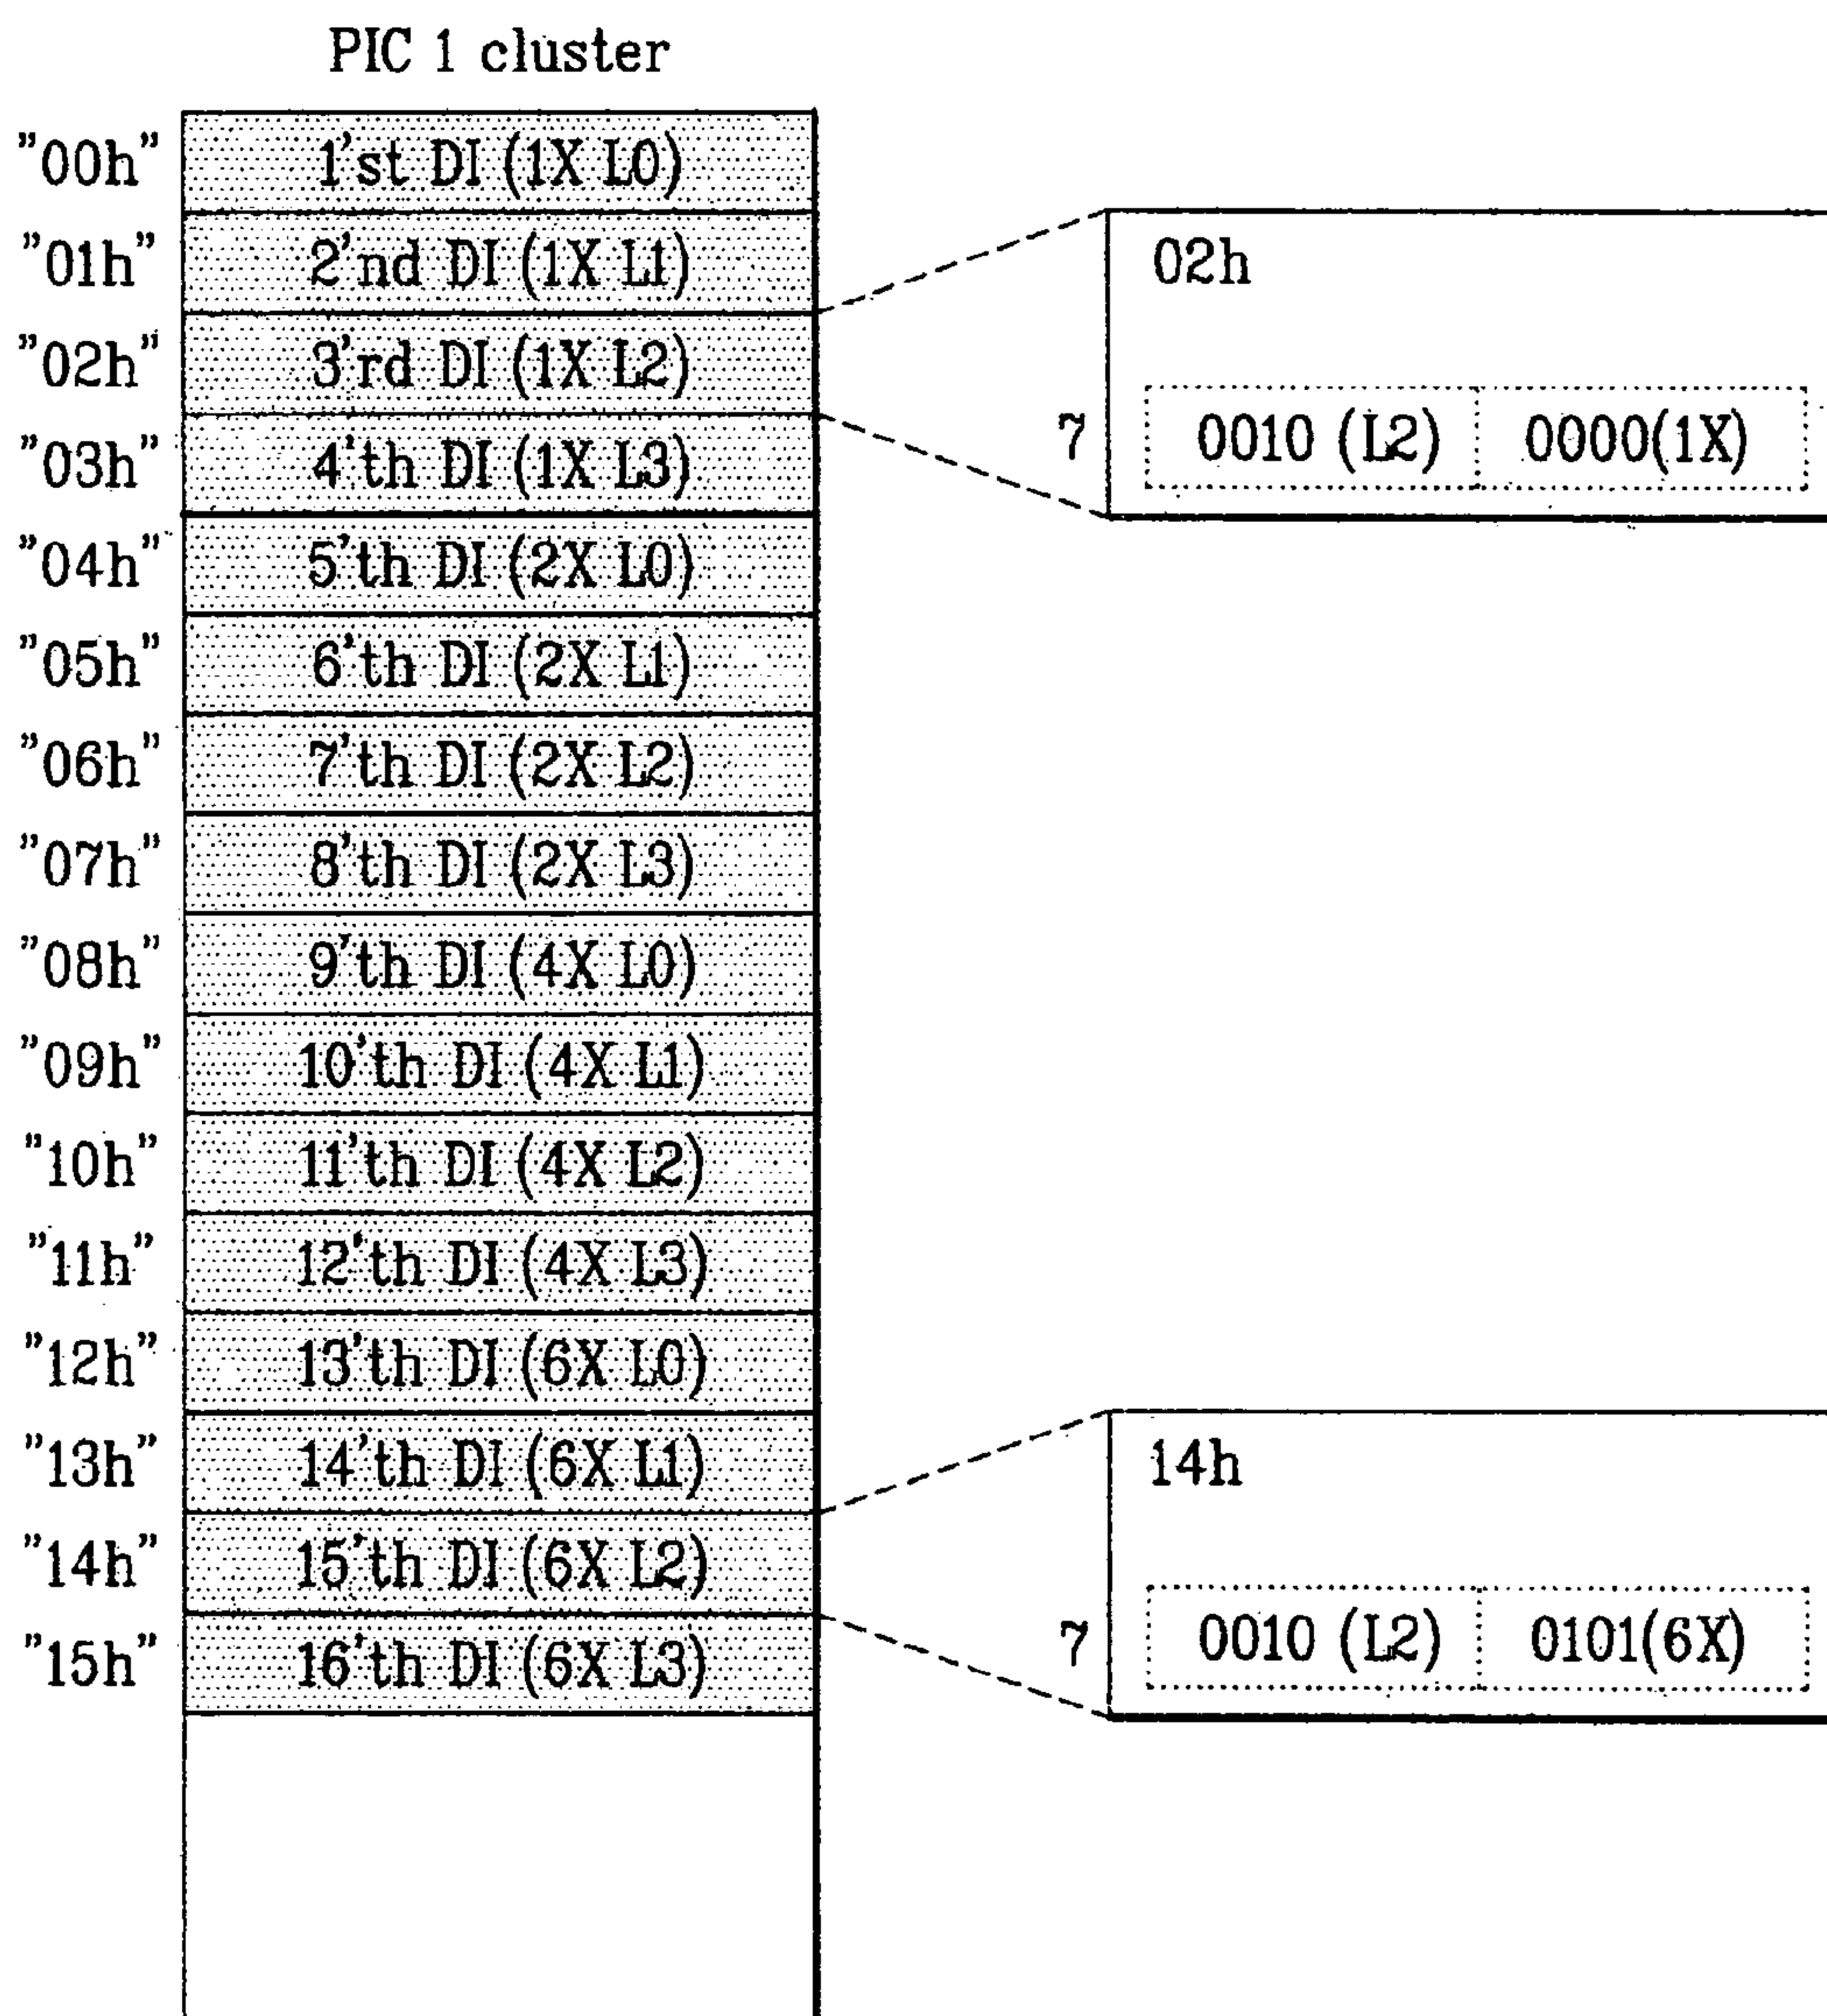 PIC 1 cluster
"00h" 1'st DI (1X L0)
"01h" 2'nd DI (1X L1)
"02h" 3'rd DI (1X L2)
"03h" 4'th DI (1X L3)
"04h" 5'th DI (2X L0)
"05h" 6'th DI (2X L1)
"06h" 7'th DI (2X L2)
"07h" 8'th DI (2X L3)
"08h" 9'th DI (4X L0)
"09h" 10'th DI (4X L1)
"10h" 11'th DI (4X L2)
"11h" 12'th DI (4X L3)
"12h" 13'th DI (6X L0)
"13h" 14'th DI (6X L1)
"14h" 15'th DI (6X L2)
"15h" 16'th DI (6X L3)
02h
7 0010 (L2) 0000(1X)
14h
7 0010 (L2) 0101(6X)